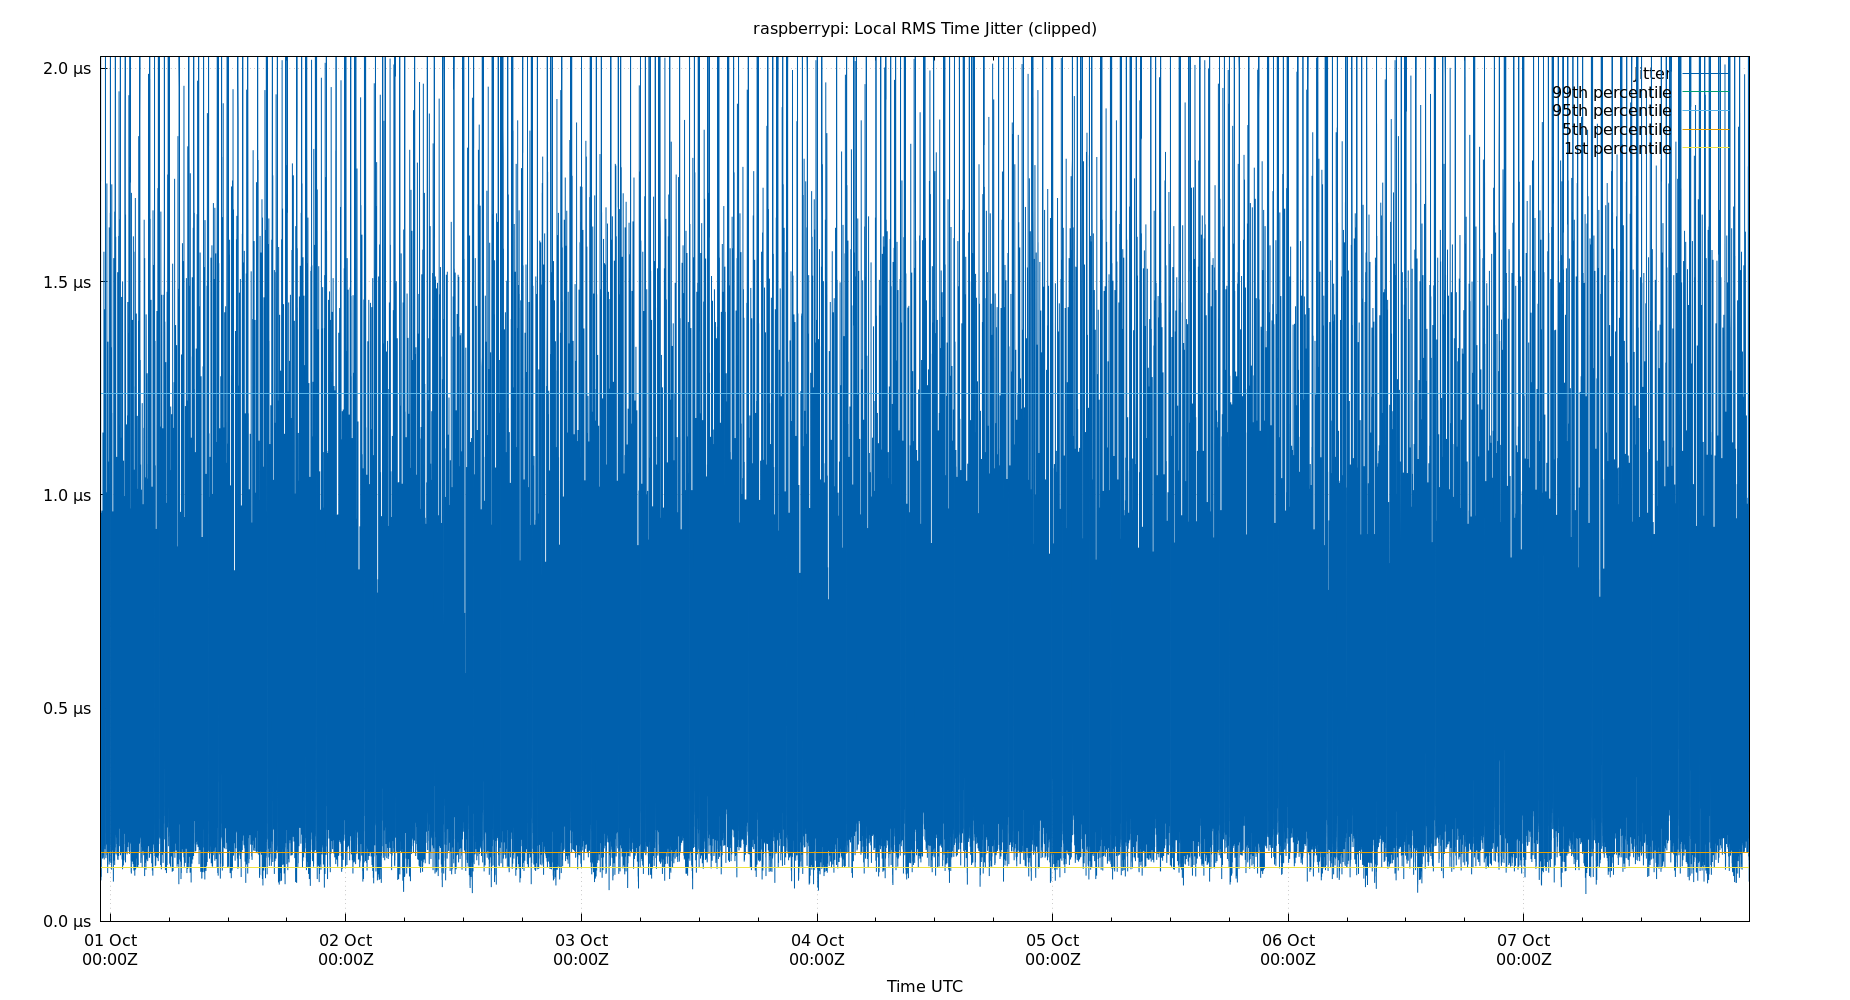 raspberrypi: Local RMS Time Jitter (clipped)
2.0 μs
1.5 μs
1.0 μs
0.5 μs
0.0 μs
jitter
99th percentile
95th percentile
5th percentile
1st percentile
01 Oct 02 Oct 03 Oct 04 Oct 05 Oct 06 Oct 07 Oct
00:00Z 00:00Z 00:00Z 00:00Z 00:00Z 00:00Z 00:00Z
Time UTC